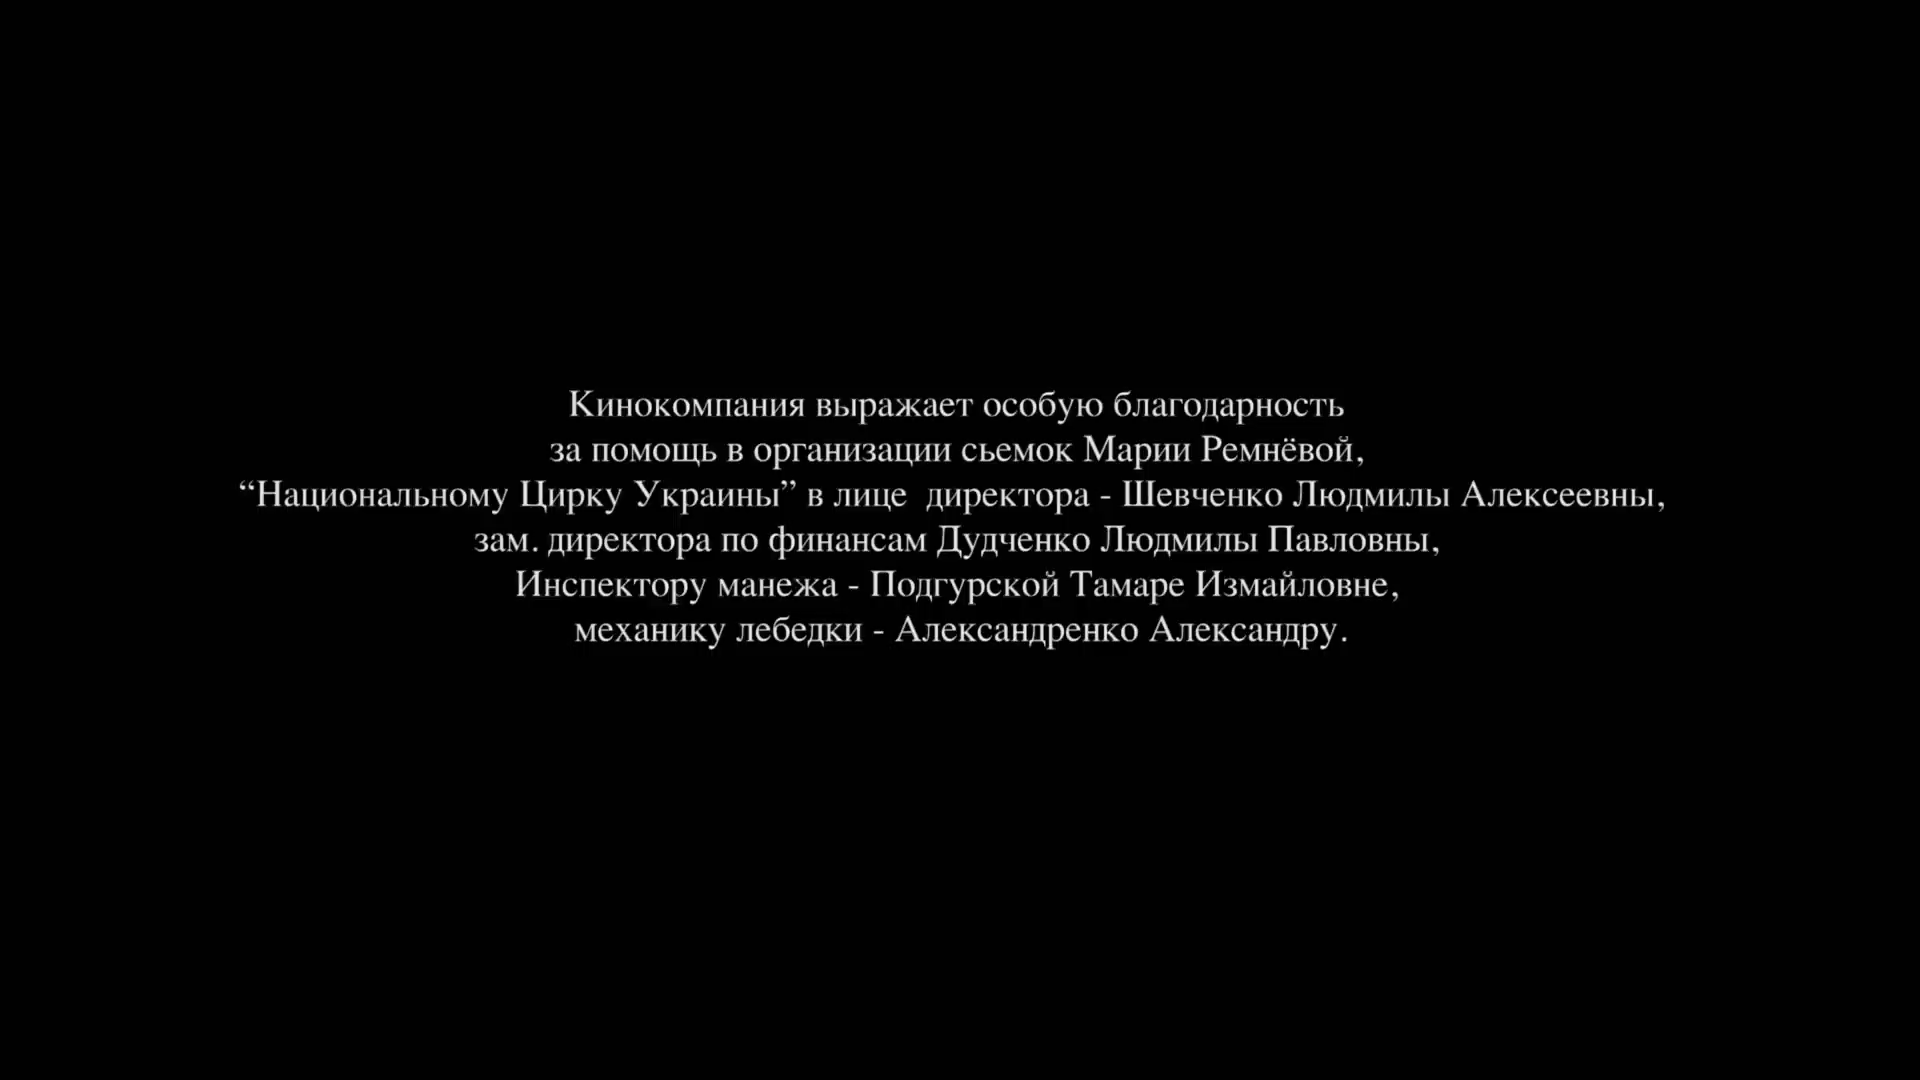 Кинокомпания выражает особую благодарность
за помощь в организации сьемок Марии Ремнёвой,
“Национальному Цирку Украины” в лице  директора - Шевченко Людмилы Алексеевны,
зам. директора по финансам Дудченко Людмилы Павловны,
Инспектору манежа - Подгурской Тамаре Измайловне,
механику лебедки - Александренко Александру.